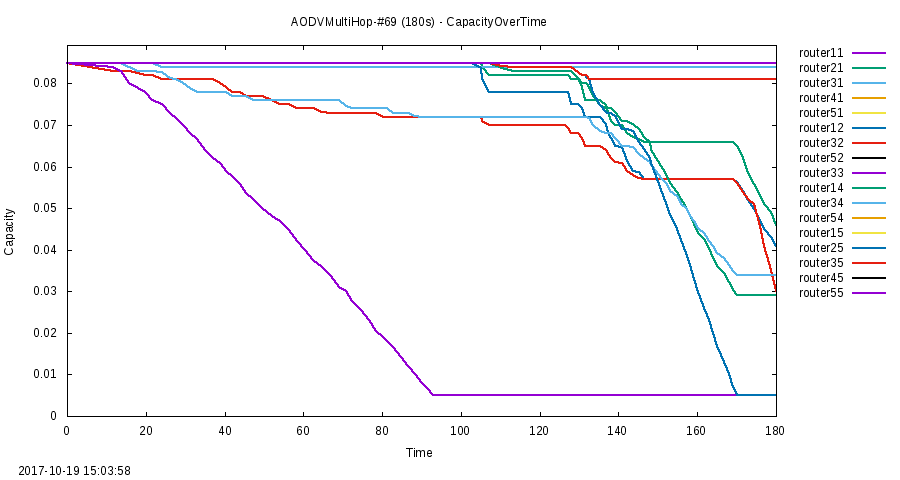 AODVMultiHop-#69 (180s) - CapacityOverTime
router11
router21
router31
router41
router51
router12
router32
router52
router33
router14
router34
router54
router15
router25
router35
router45
router55
Capacity
0.08
0.07
0.06
0.05
0.04
0.03
0.02
0.01
0
0 20 40 60 80 100 120 140 160 180
Time
2017-10-19 15:03:58